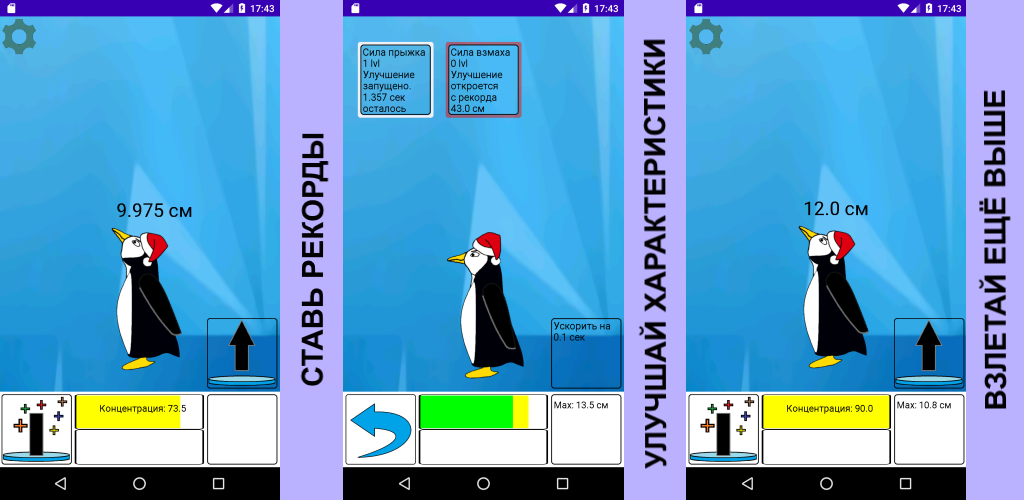 17:43
9.975 см
Концентрация: 73.5
СТАВЬ РЕКОРДЫ
17:43
Сила прыжка
1 lvl
Улучшение
запущено.
1.357 сек
осталось
Сила взмаха
0 lvl
Улучшение
откроется
с рекорда
43.0 см
Ускорить на
0.1 сек
Max: 13.5 см
УЛУЧШАЙ ХАРАКТЕРИСТИКИ
17:43
12.0 см
Концентрация: 90.0
Max: 10.8 см
ВЗЛЕТАЙ ЕЩЁ ВЫШЕ